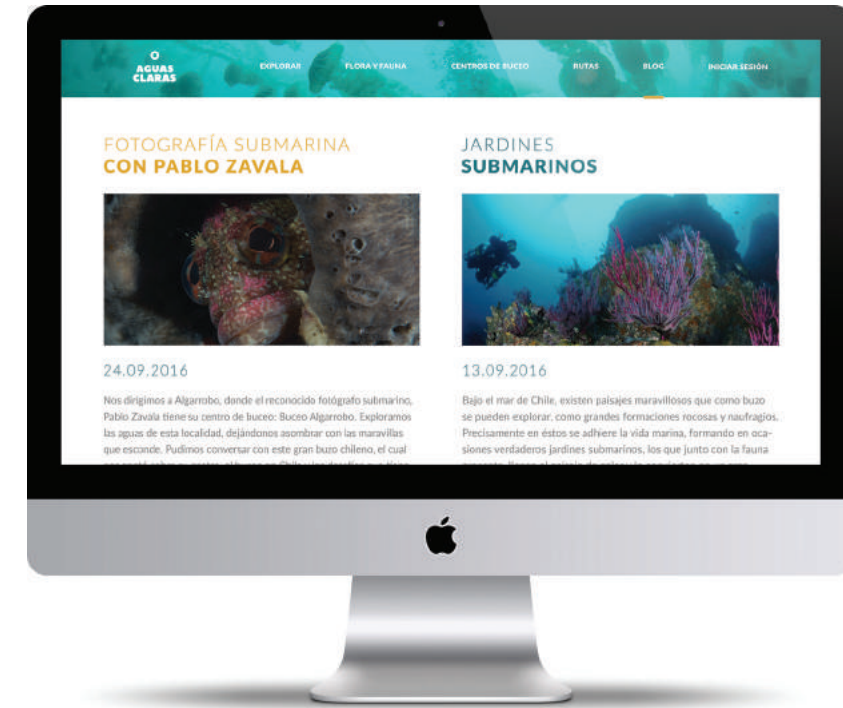 AGUAS
CLARAS
EXPLORAR
FLORA Y FAUNA
CENTROS DE BUCEO
RUTAS
BLOG
INICIAR SESIÓN
FOTOGRAFÍA SUBMARINA
CON PABLO ZAVALA
24.09.2016
Nos dirigimos a Algarrobo, donde el reconocido fotógrafo submarino,
Pablo Zavala tiene su centro de buceo: Buceo Algarrobo. Exploramos
las aguas de esta localidad, dejándonos asombrar con las maravillas
que esconde. Pudimos conversar con este gran buzo chileno, el cual
JARDINES
SUBMARINOS
13.09.2016
Bajo el mar de Chile, existen paisajes maravillosos que como buzo
se pueden explorar, como grandes formaciones rocosas y naufragios.
Precisamente en éstos se adhiere la vida marina, formando en oca-
siones verdaderos jardines submarinos, los que junto con la fauna